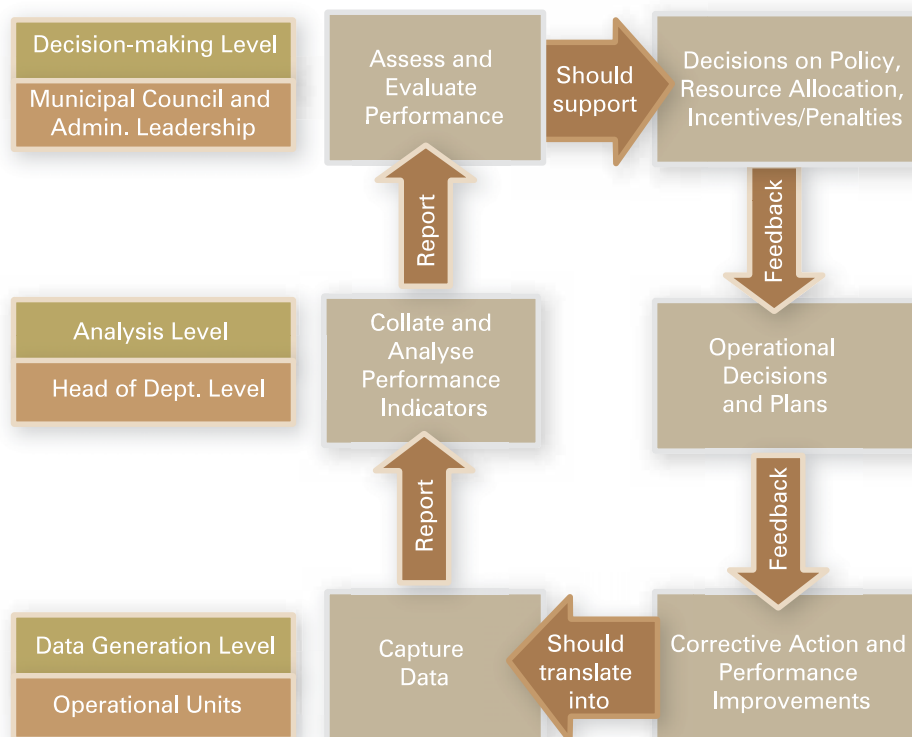 Decision-making Level
Municipal Council and
Admin. Leadership
Assess and
Evaluate
Performance
Should
support
Decisions on Policy,
Resource Allocation,
Incentives/Penalties
Report
Feedback
Analysis Level
Head of Dept. Level
Collate and
Analyse
Performance
Indicators
Operational
Decisions
and Plans
Report
Feedback
Data Generation Level
Operational Units
Capture
Data
Should
translate
into
Corrective Action and
Performance
Improvements